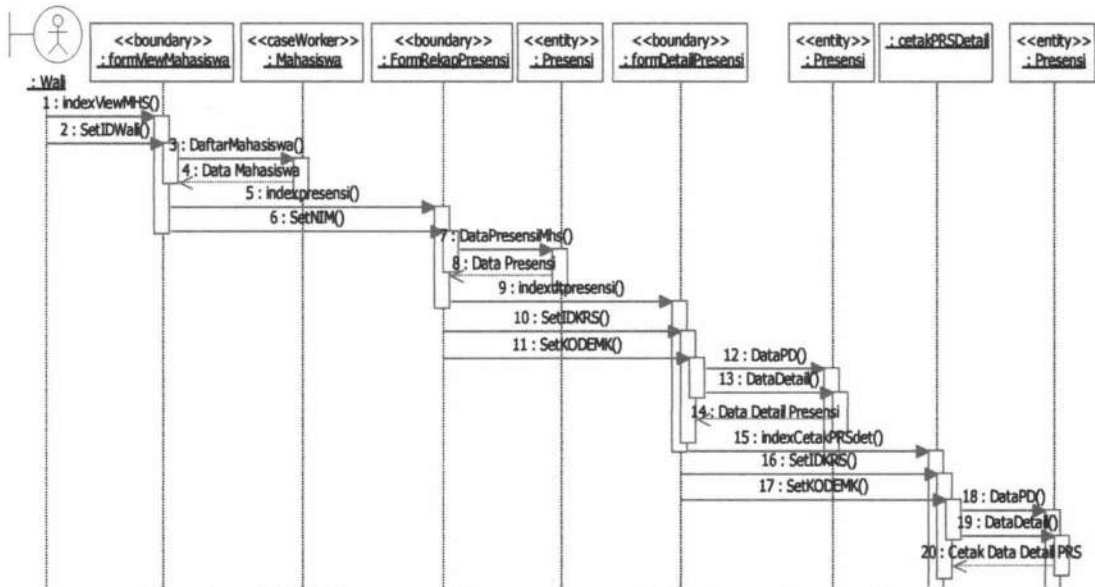 <<boundary>>
: formViewMahasiswa
<<caseWorker>>
: Mahasiswa
<<boundary>>
: FormRekapPresensi
<<entity>>
: Presensi
<<boundary>>
: formDetailPresensi
<<entity>>
: Presensi
: cetakPRSDetail
<<entity>>
: Presensi
: Wali
1 : indexViewMHS()
2 : SetIDWali()
3 : DaftarMahasiswa()
4 : Data Mahasiswa
5 : indexpresensi()
6 : SetNIM()
7 : DataPresensiMhs()
8 : Data Presensi
9 : indexdtpresensi()
10 : SetIDKRS()
11 : SetKODEMK()
12 : DataPD()
13 : DataDetail()
14 : Data Detail Presensi
15 : indexCetakPRSdet()
16 : SetIDKRS()
17 : SetKODEMK()
18 : DataPD()
19 : DataDetail()
20 : Cetak Data Detail PRS